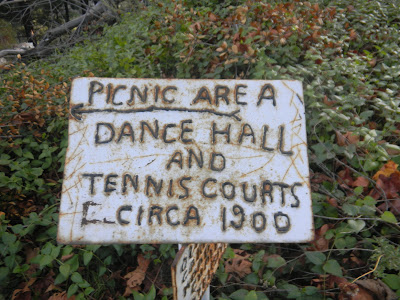 PICNIC AREA
DANCE HALL
AND
TENNIS COURTS
CIRCA 1900